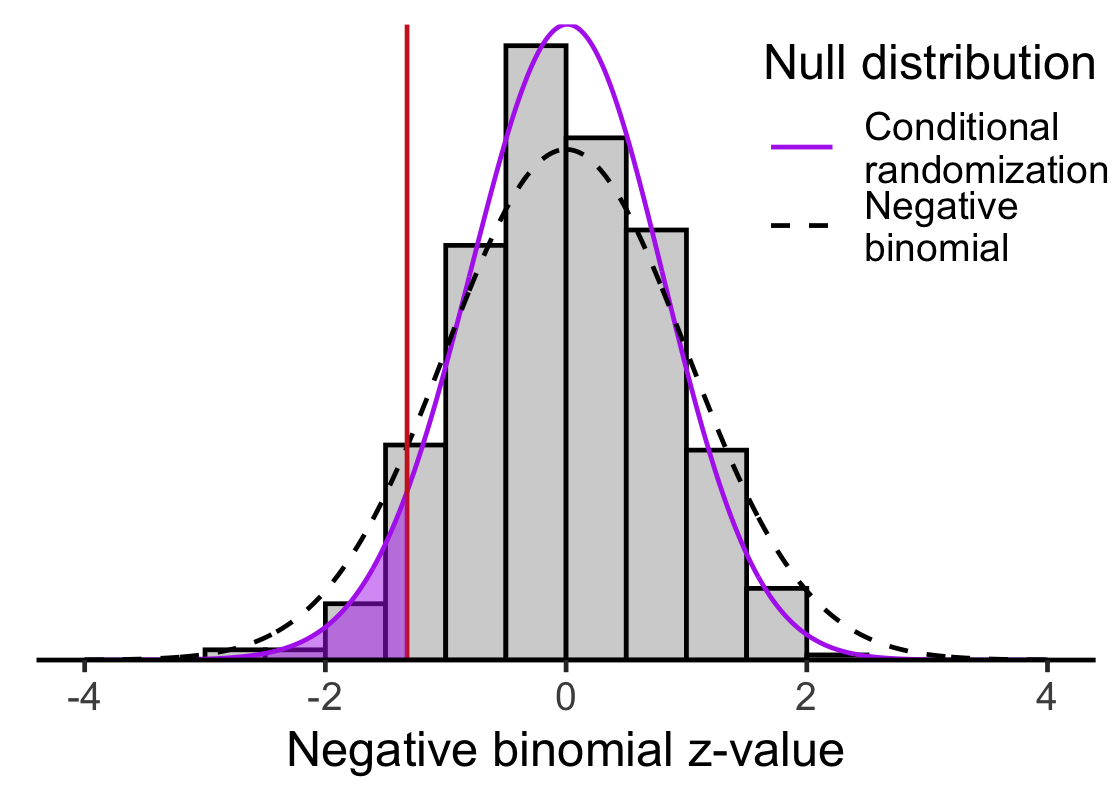 Null distribution
Conditional
randomization
Negative
binomial
-4 -2 0 2 4
Negative binomial z-value